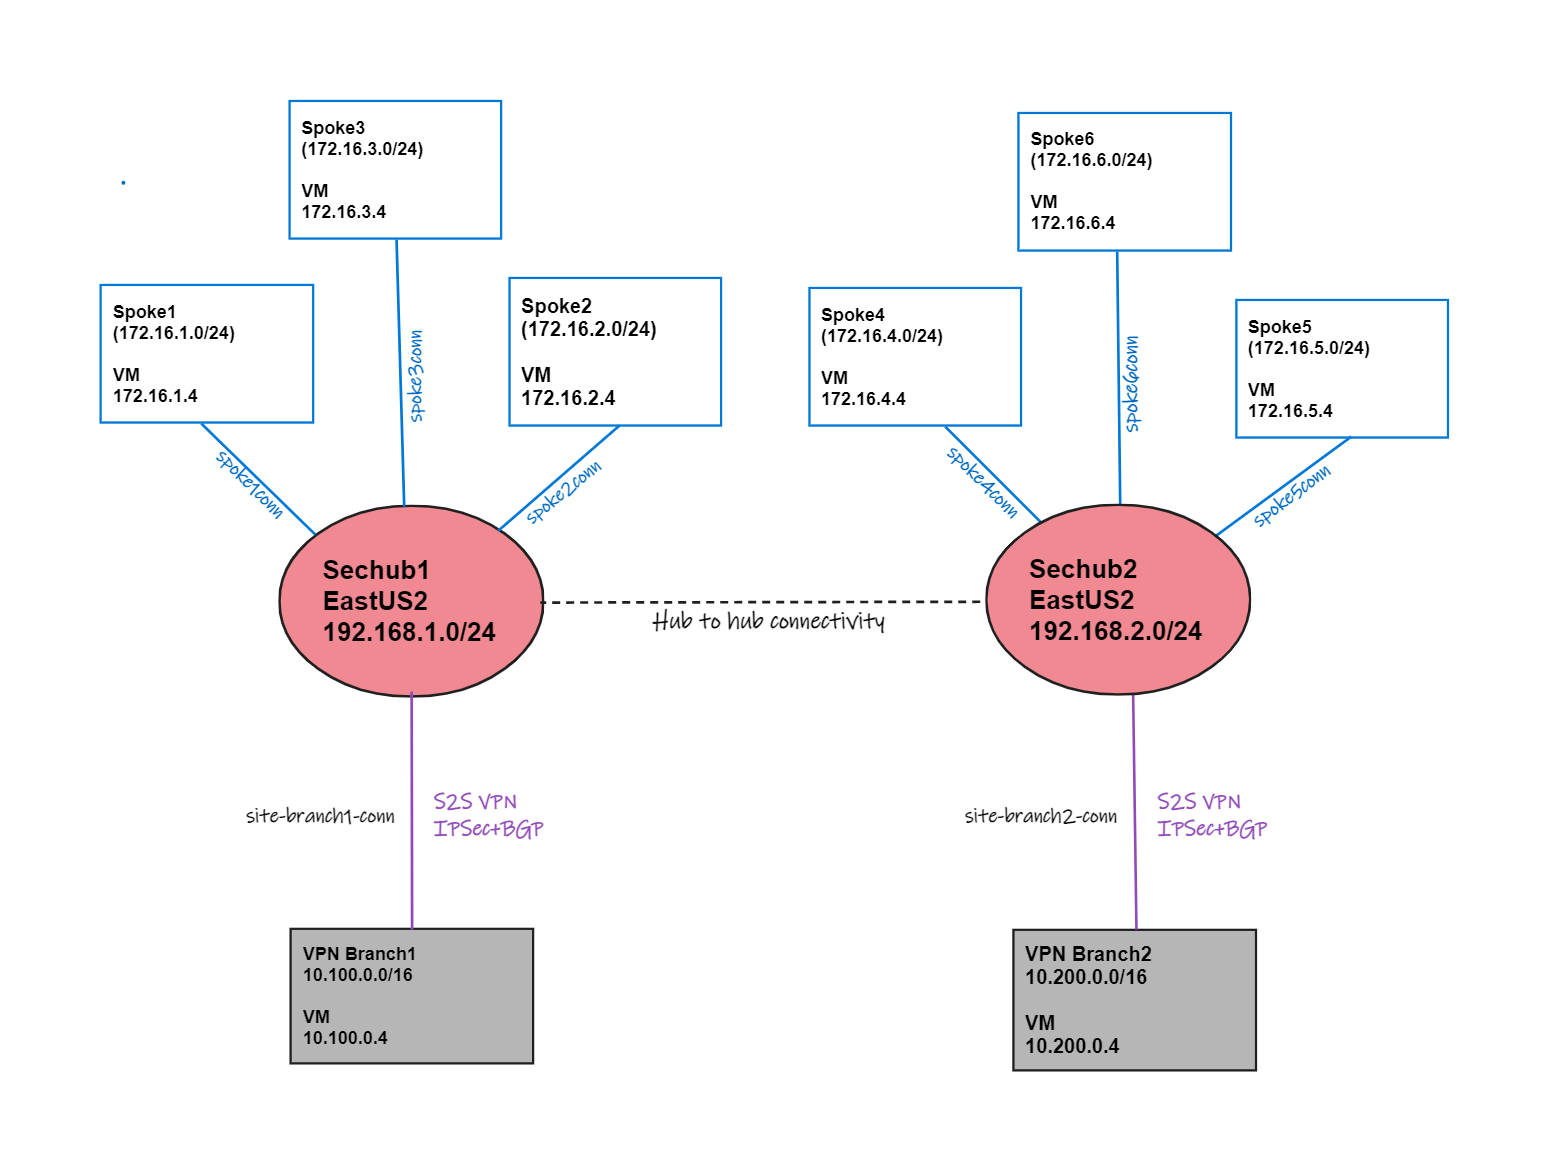 Spoke3
(172.16.3.0/24)
VM
172.16.3.4
Spoke6
(172.16.6.0/24)
VM
172.16.6.4
Spoke1
(172.16.1.0/24)
VM
172.16.1.4
Spoke2
(172.16.2.0/24)
VM
172.16.2.4
Spoke4
(172.16.4.0/24)
VM
172.16.4.4
Spoke5
(172.16.5.0/24)
VM
172.16.5.4
spoke3conn
spoke6conn
spoke1conn
spoke2conn
spoke4conn
spoke5conn
Sechub1
EastUS2
192.168.1.0/24
Hub to hub connectivity
Sechub2
EastUS2
192.168.2.0/24
site-branch1-conn
S2S VPN
IPSec+BGP
site-branch2-conn
S2S VPN
IPSec+BGP
VPN Branch1
10.100.0.0/16
VM
10.100.0.4
VPN Branch2
10.200.0.0/16
VM
10.200.0.4